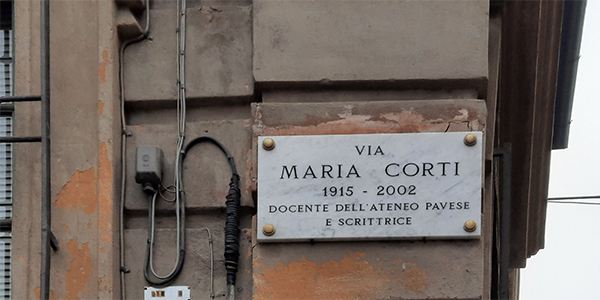 VIA
MARIA CORTI
1915 - 2002
DOCENTE DELL'ATENEO PAVESE
E SCRITTRICE